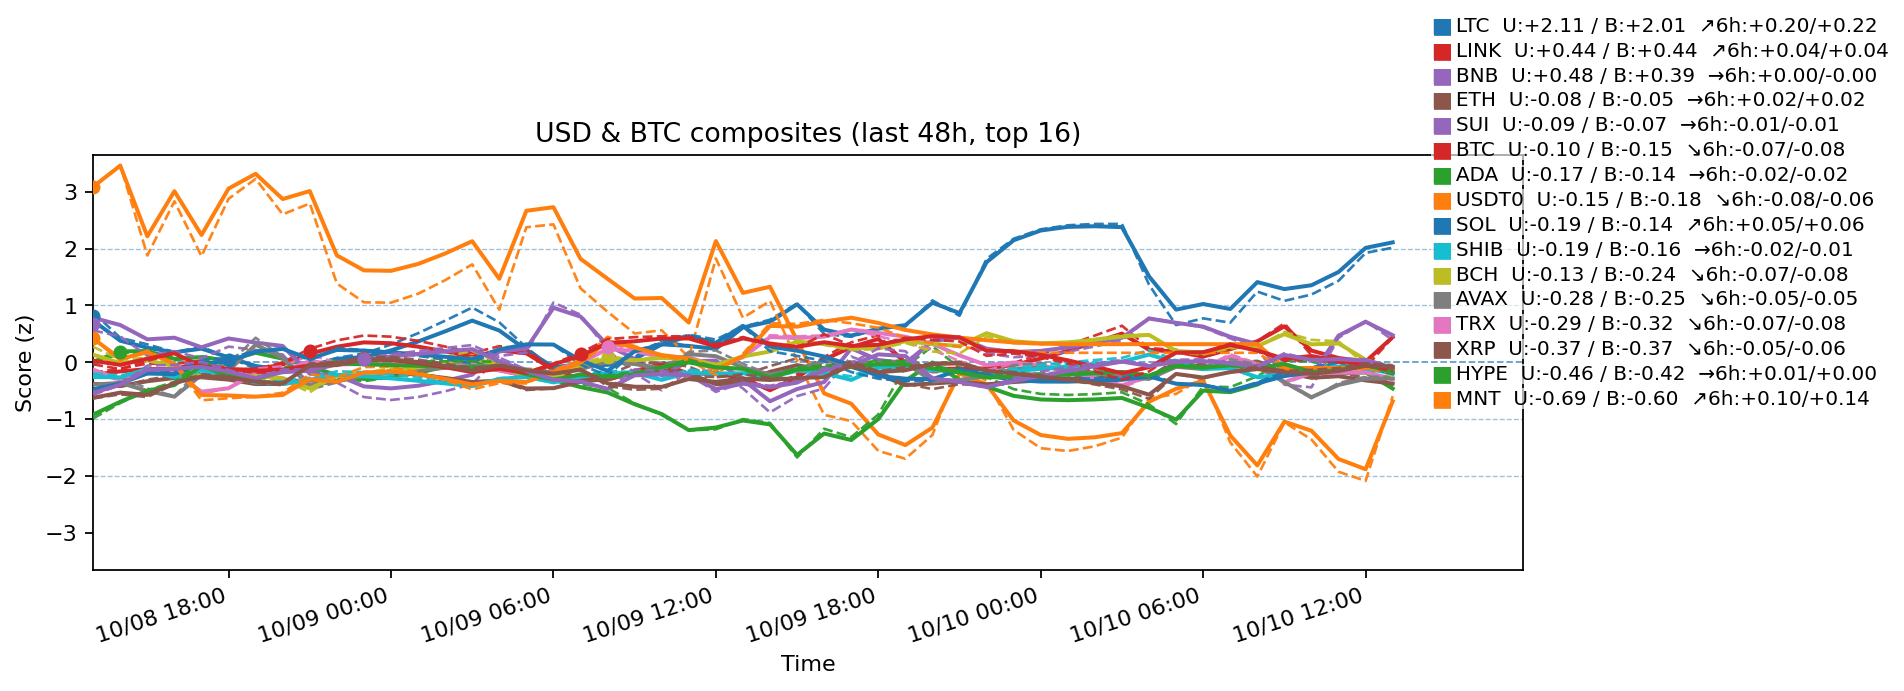 LTC  U:+2.11 / B:+2.01  ↗6h:+0.20/+0.22
LINK  U:+0.44 / B:+0.44  ↗6h:+0.04/+0.04
BNB  U:+0.48 / B:+0.39  →6h:+0.00/-0.00
ETH  U:-0.08 / B:-0.05  →6h:+0.02/+0.02
SUI  U:-0.09 / B:-0.07  →6h:-0.01/-0.01
BTC  U:-0.10 / B:-0.15  ↘6h:-0.07/-0.08
ADA  U:-0.17 / B:-0.14  →6h:-0.02/-0.02
USDT0  U:-0.15 / B:-0.18  ↘6h:-0.08/-0.06
SOL  U:-0.19 / B:-0.14  ↗6h:+0.05/+0.06
SHIB  U:-0.19 / B:-0.16  →6h:-0.02/-0.01
BCH  U:-0.13 / B:-0.24  ↘6h:-0.07/-0.08
AVAX  U:-0.28 / B:-0.25  ↘6h:-0.05/-0.05
TRX  U:-0.29 / B:-0.32  ↘6h:-0.07/-0.08
XRP  U:-0.37 / B:-0.37  ↘6h:-0.05/-0.06
HYPE  U:-0.46 / B:-0.42  →6h:+0.01/+0.00
MNT  U:-0.69 / B:-0.60  ↗6h:+0.10/+0.14
USD & BTC composites (last 48h, top 16)
Score (z)
3
2
1
0
−1
−2
−3
10/08 18:00
10/09 00:00
10/09 06:00
10/09 12:00
10/09 18:00
10/10 00:00
10/10 06:00
10/10 12:00
Time